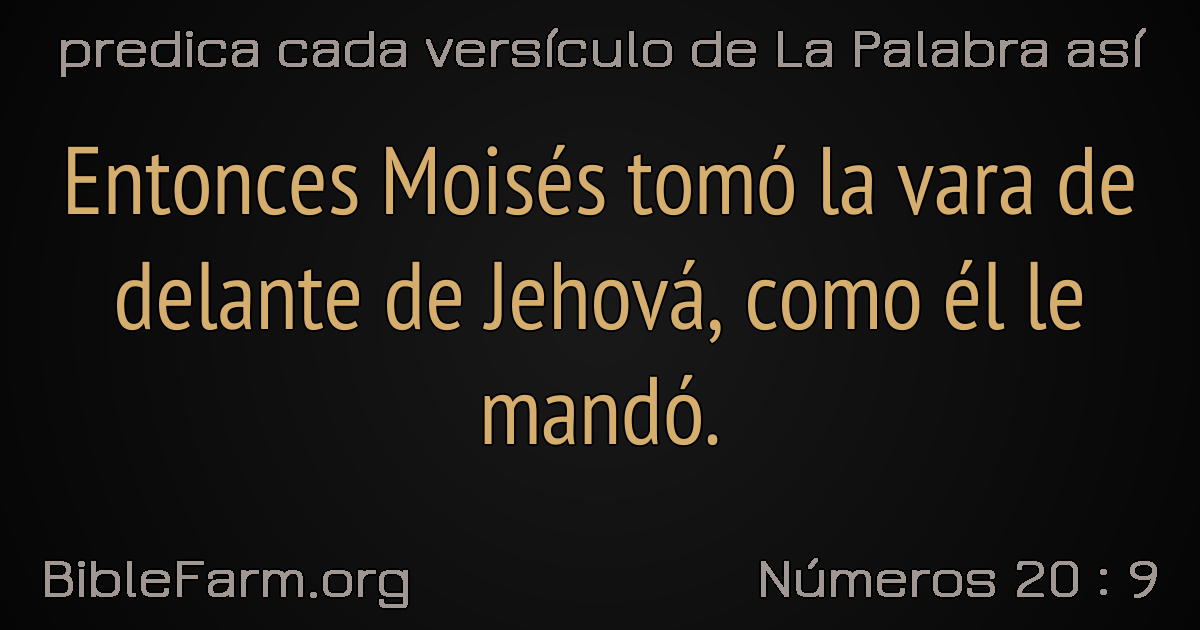 predica cada versículo de La Palabra así
Entonces Moisés tomó la vara de
delante de Jehová, como él le
mandó.
BibleFarm.org
Números 20 : 9